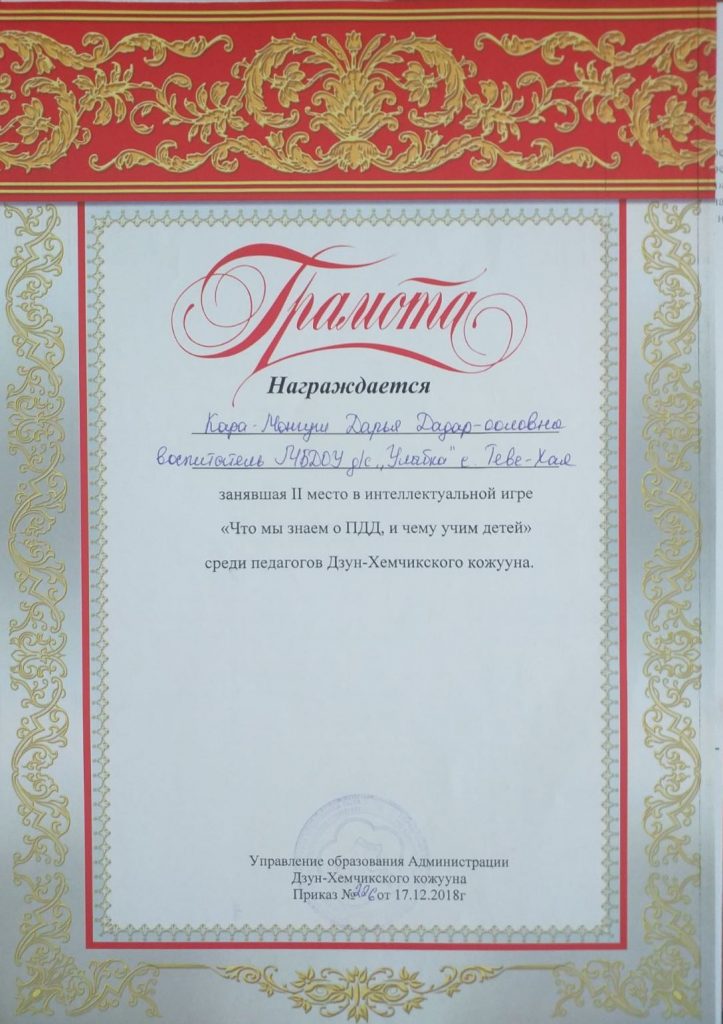 Грамота
Награждается
Кара-Монгуш Дарья Дадар-ооловна
воспитатель МБДОУ д/с „Улыбка" с. Теве-Хая
занявшая II место в интеллектуальной игре
«Что мы знаем о ПДД, и чему учим детей»
среди педагогов Дзун-Хемчикского кожууна.
Управление образования Администрации
Дзун-Хемчикского кожууна
Приказ № от 17.12.2018г